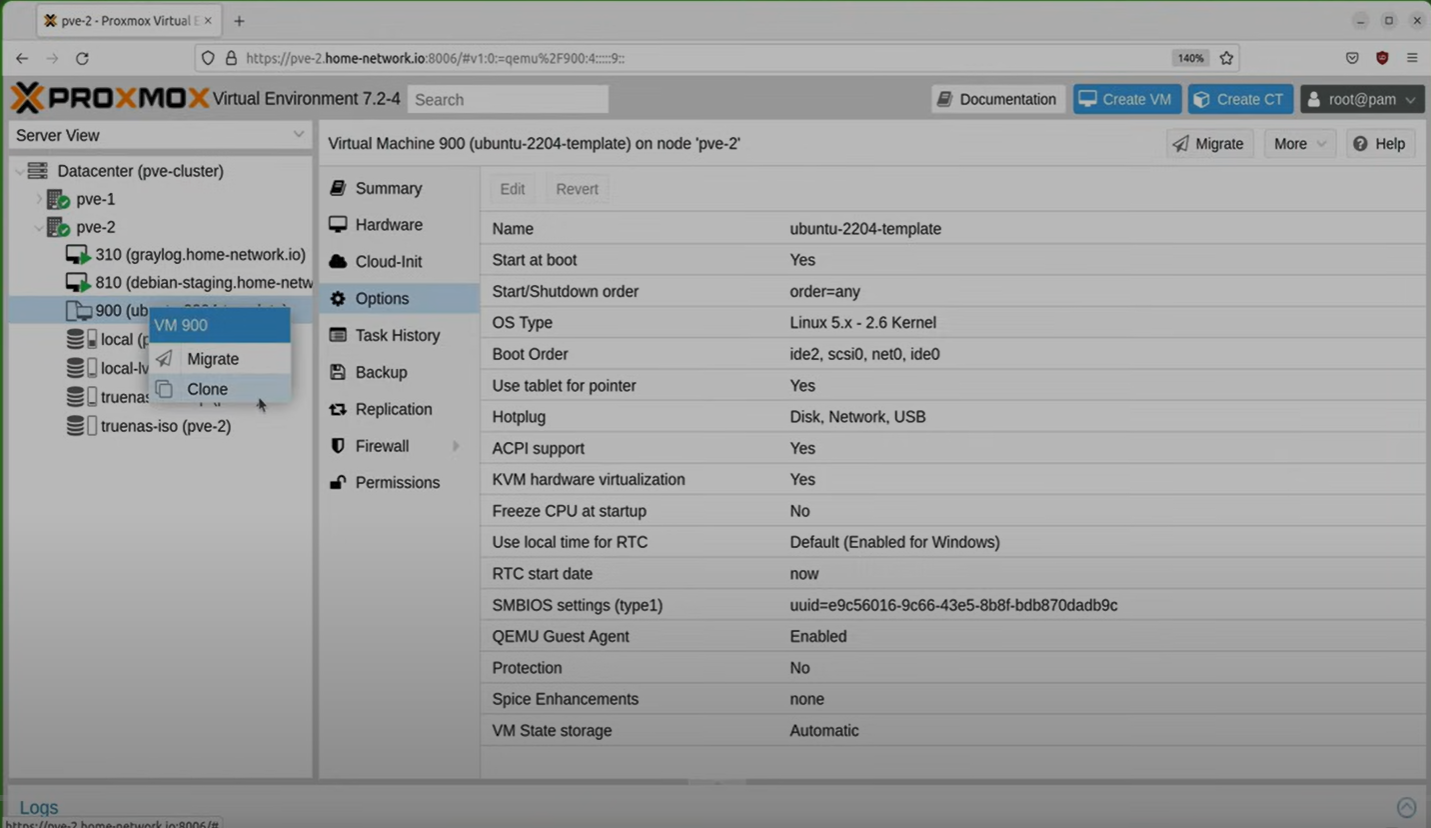 pve-2 - Proxmox Virtual E
https://pve-2.home-network.io:8006/#v1:0:=qemu%2F900:4:::::9::
140%
PROXMOX Virtual Environment 7.2-4
Search
Documentation
Create VM
Create CT
root@pam
Server View
Virtual Machine 900 (ubuntu-2204-template) on node 'pve-2'
Migrate
More
Help
Datacenter (pve-cluster)
pve-1
pve-2
310 (graylog.home-network.io)
810 (debian-staging.home-netw
900 (ub
VM 900
Migrate
Clone
local (p
local-lv
truenas
truenas-iso (pve-2)
Summary
Hardware
Cloud-Init
Options
Task History
Backup
Replication
Firewall
Permissions
Edit
Revert
Name ubuntu-2204-template
Start at boot Yes
Start/Shutdown order order=any
OS Type Linux 5.x - 2.6 Kernel
Boot Order ide2, scsi0, net0, ide0
Use tablet for pointer Yes
Hotplug Disk, Network, USB
ACPI support Yes
KVM hardware virtualization Yes
Freeze CPU at startup No
Use local time for RTC Default (Enabled for Windows)
RTC start date now
SMBIOS settings (type1) uuid=e9c56016-9c66-43e5-8b8f-bdb870dadb9c
QEMU Guest Agent Enabled
Protection No
Spice Enhancements none
VM State storage Automatic
Logs
https://pve-2.home-network.io:8006/#